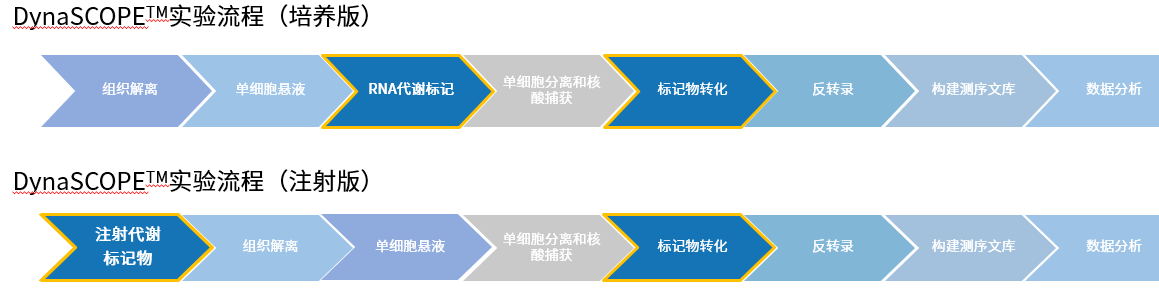 DynaSCOPE™实验流程（培养版）
组织解离
单细胞悬液
RNA代谢标记
单细胞分离和核
酸捕获
标记物转化
反转录
构建测序文库
数据分析
DynaSCOPE™实验流程（注射版）
注射代谢
标记物
组织解离
单细胞悬液
单细胞分离和核
酸捕获
标记物转化
反转录
构建测序文库
数据分析